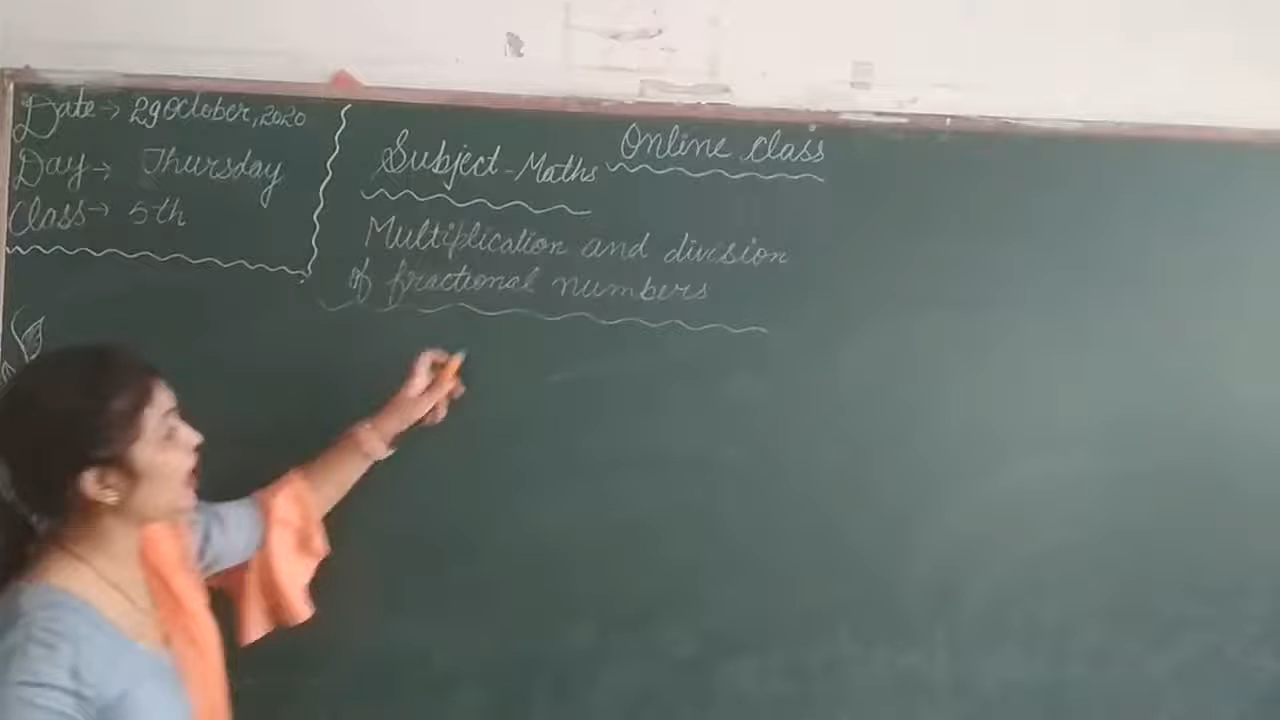 Date → 29 October, 2020
Day → Thursday
Class → 5th
Online class
Subject - Maths
Multiplication and division
of fractional numbers